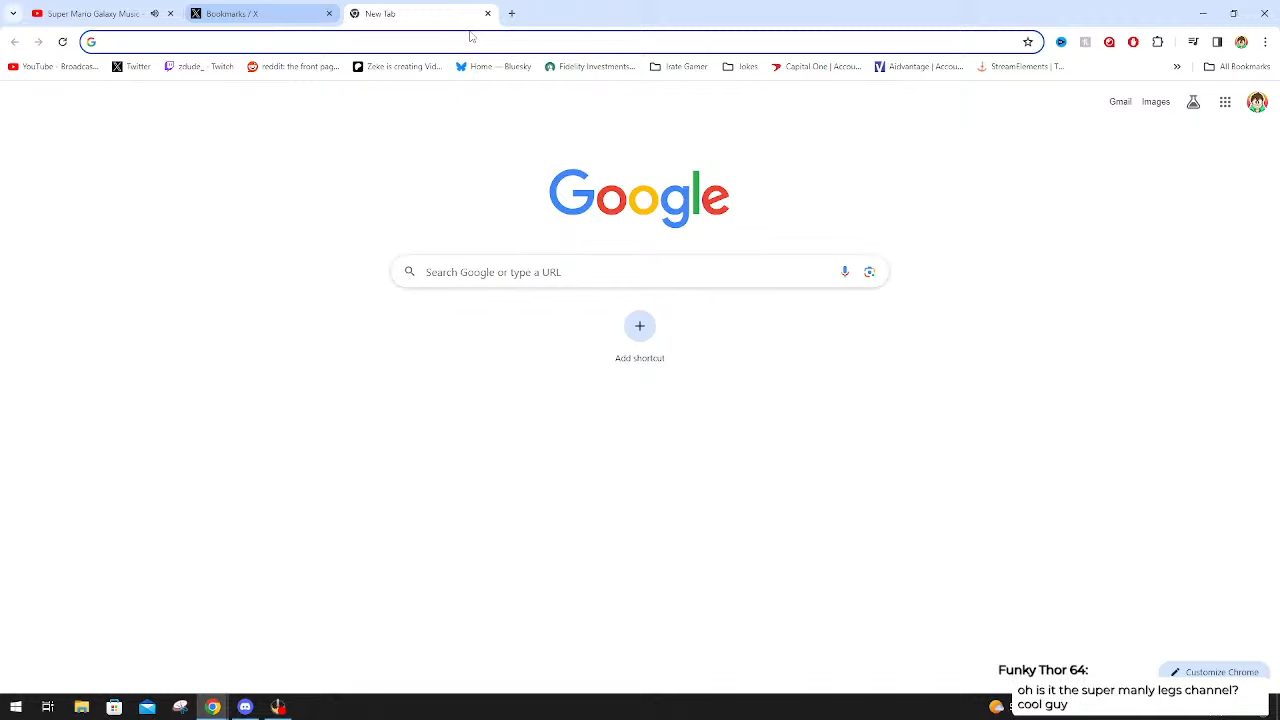 Super Mario Galaxy Music
Bookmarks / X
New Tab
YouTube - Broadcas...
Twitter
zdude_ - Twitch
reddit: the front pag...
Zeke is creating Vid...
Home — Bluesky
Fidelity Investments...
Irate Gamer
Jokes
Capital One | Accou...
Aidvantage | Accou...
StreamElements | T...
All Bookmarks
Gmail
Images
Google
Search Google or type a URL
Add shortcut
Customize Chrome
Funky Thor 64:
oh is it the super manly legs channel?
cool guy